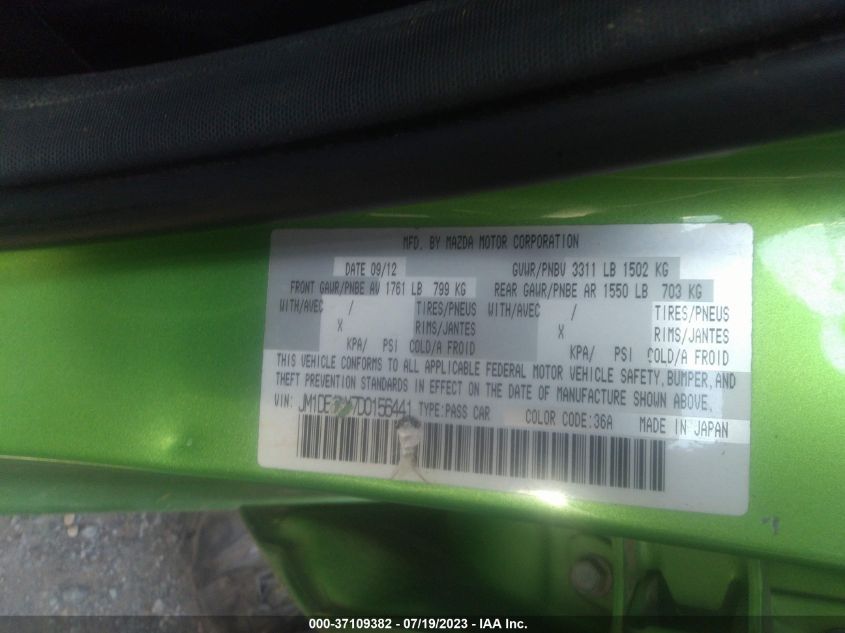 MFD. BY MAZDA MOTOR CORPORATION
DATE 09/12 GVWR/PNBV 3311 LB 1502 KG
FRONT GAWR/PNBE AV 1761 LB 799 KG REAR GAWR/PNBE AR 1550 LB 703 KG
WITH/AVEC / TIRES/PNEUS WITH/AVEC / TIRES/PNEUS
X RIMS/JANTES X RIMS/JANTES
KPA/ PSI COLD/A FROID KPA/ PSI COLD/A FROID
THIS VEHICLE CONFORMS TO ALL APPLICABLE FEDERAL MOTOR VEHICLE SAFETY, BUMPER, AND
THEFT PREVENTION STANDARDS IN EFFECT ON THE DATE OF MANUFACTURE SHOWN ABOVE.
VIN: TYPE:PASS CAR COLOR CODE:36A MADE IN JAPAN
000-37109382 - 07/19/2023 - IAA Inc.